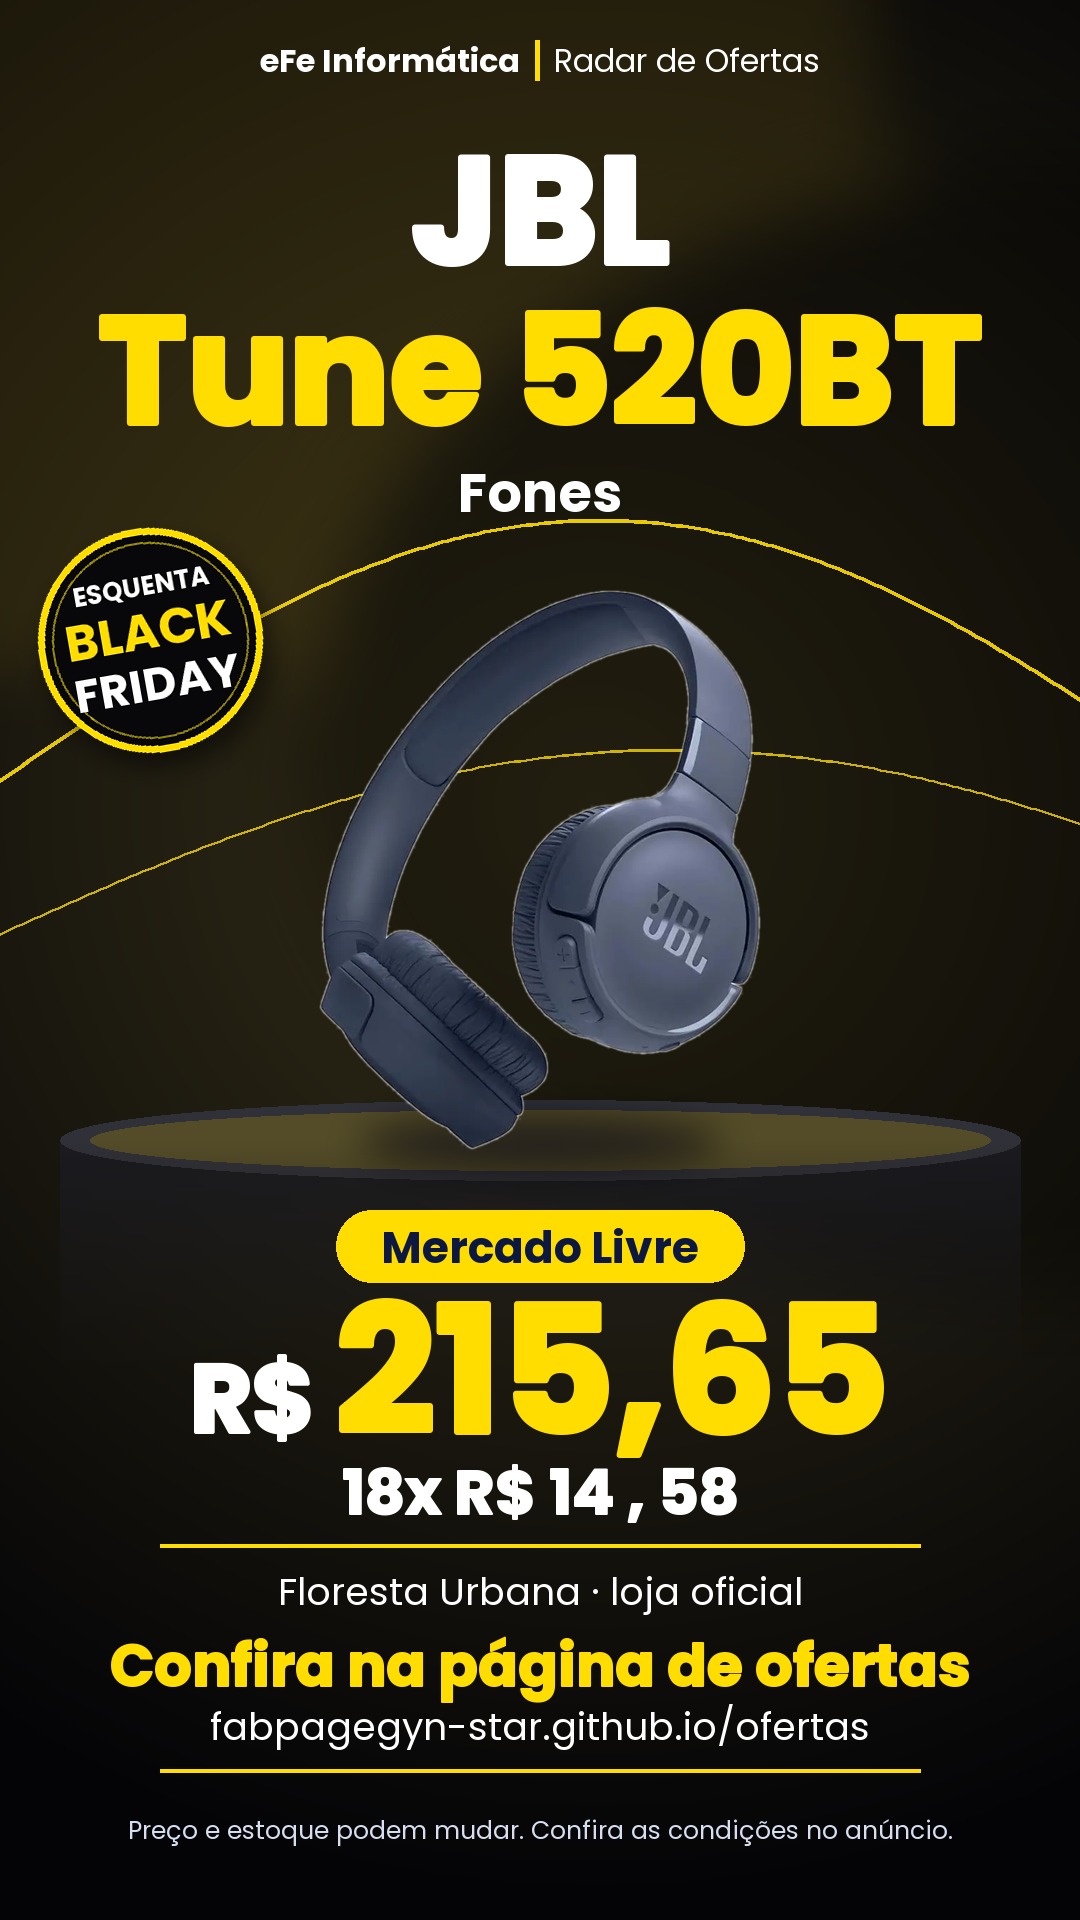 eFe Informática | Radar de Ofertas
JBL
Tune 520BT
Fones
ESQUENTA
BLACK
FRIDAY
JBL
Mercado Livre
R$ 215,65
18x R$ 14 , 58
Floresta Urbana · loja oficial
Confira na página de ofertas
fabpagegyn-star.github.io/ofertas
Preço e estoque podem mudar. Confira as condições no anúncio.